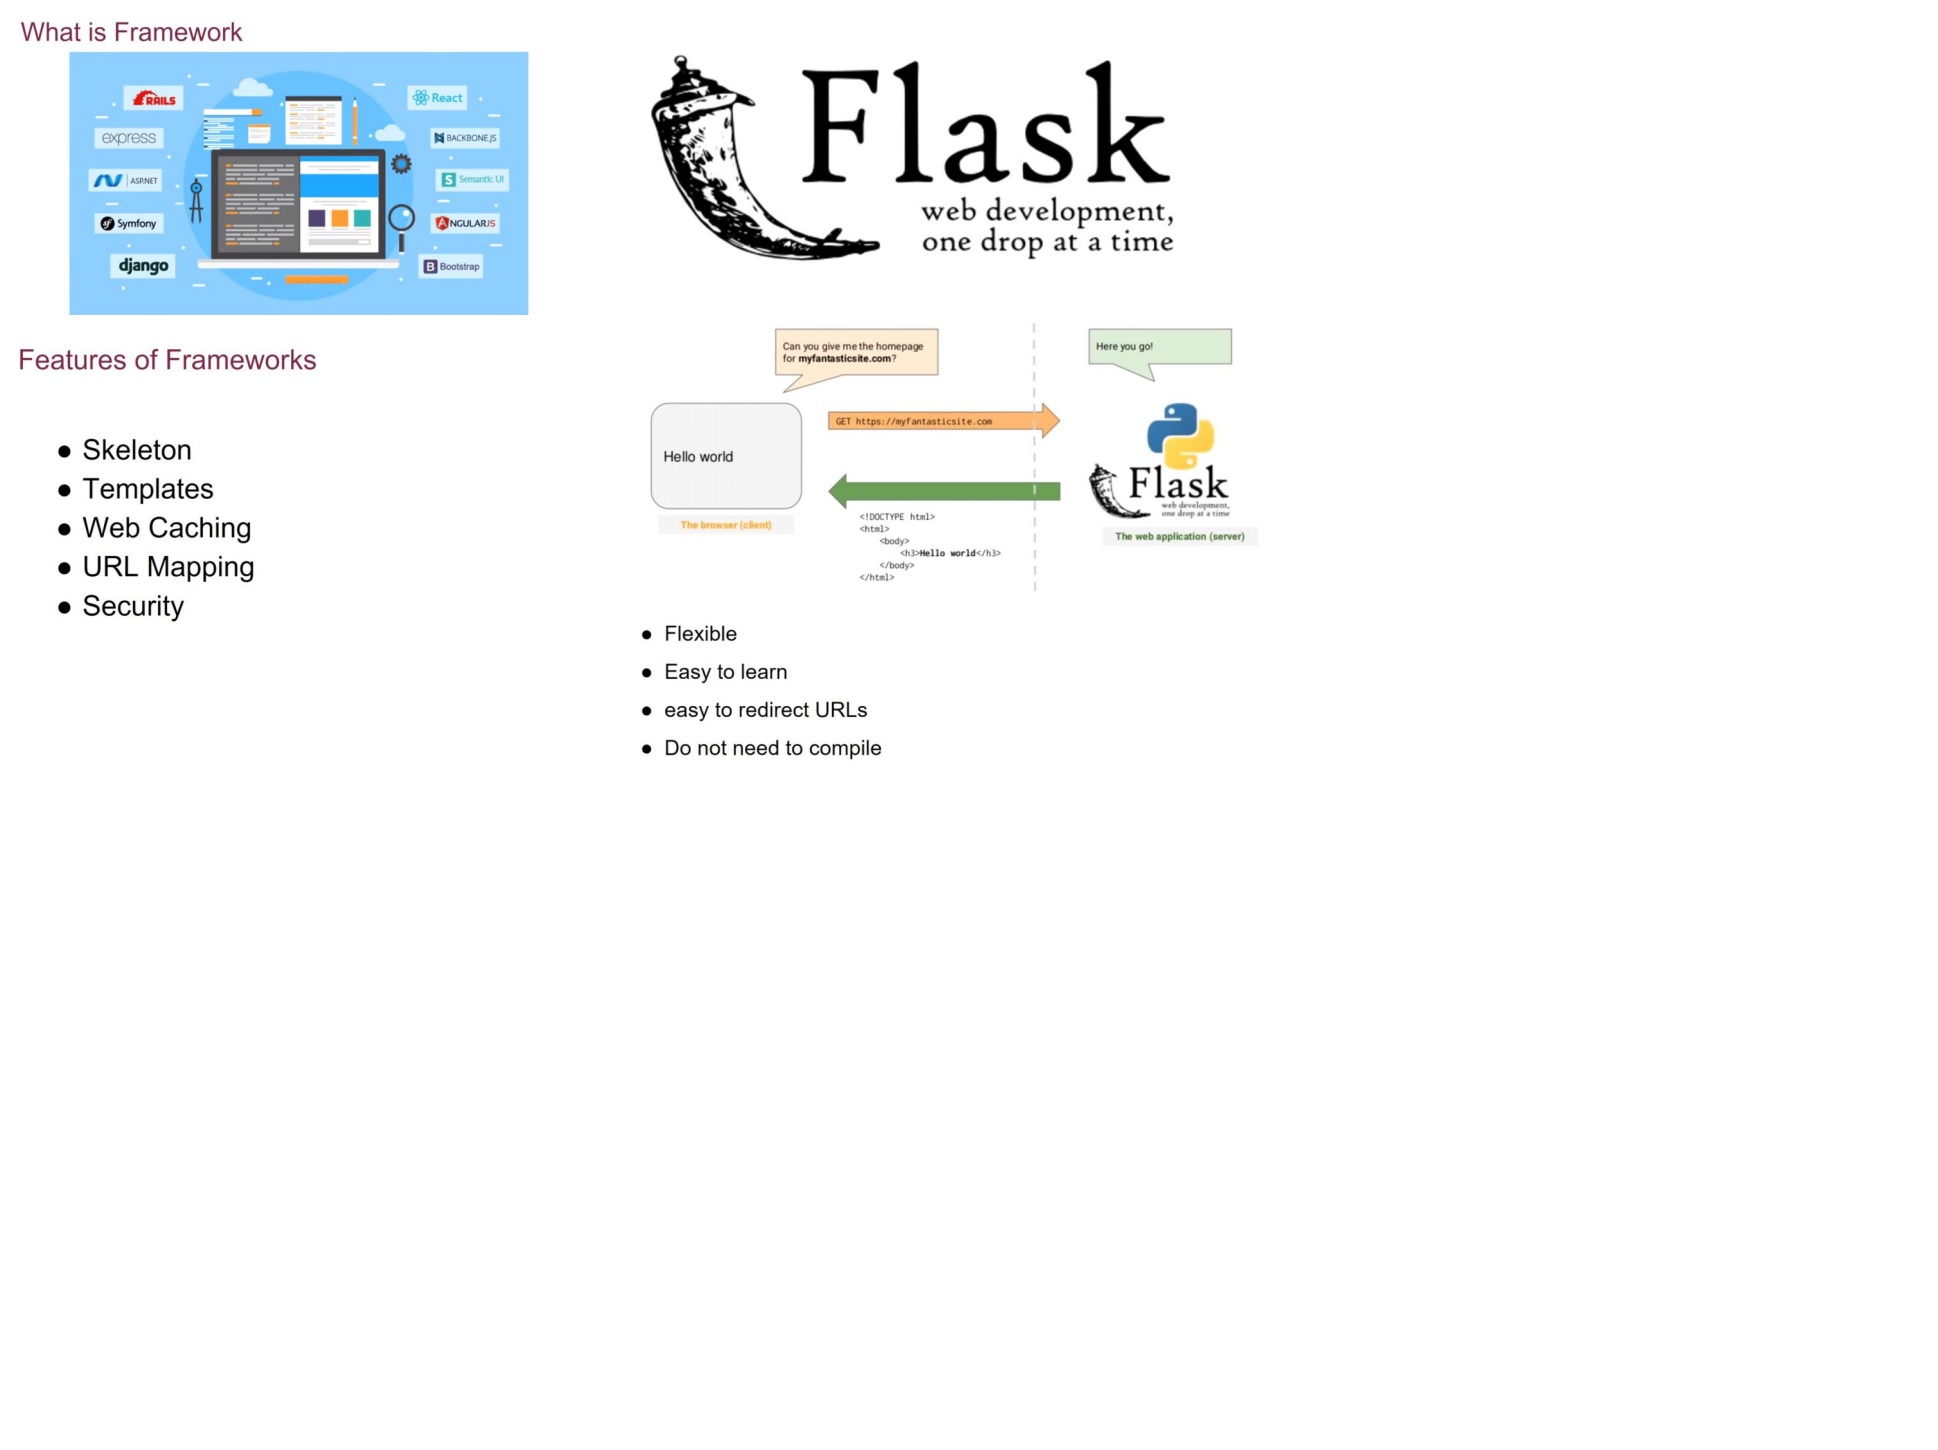 What is Framework
RAILS
express
ASP.NET
Symfony
django
React
BACKBONE.JS
Semantic UI
NGULARJS
Bootstrap
Features of Frameworks
● Skeleton
● Templates
● Web Caching
● URL Mapping
● Security
Flask
web development,
one drop at a time
Can you give me the homepage
for myfantasticsite.com?
Here you go!
GET https://myfantasticsite.com
Hello world
The browser (client)
<!DOCTYPE html>
<html>
<body>
<h3>Hello world</h3>
</body>
</html>
Flask
web development,
one drop at a time
The web application (server)
● Flexible
● Easy to learn
● easy to redirect URLs
● Do not need to compile